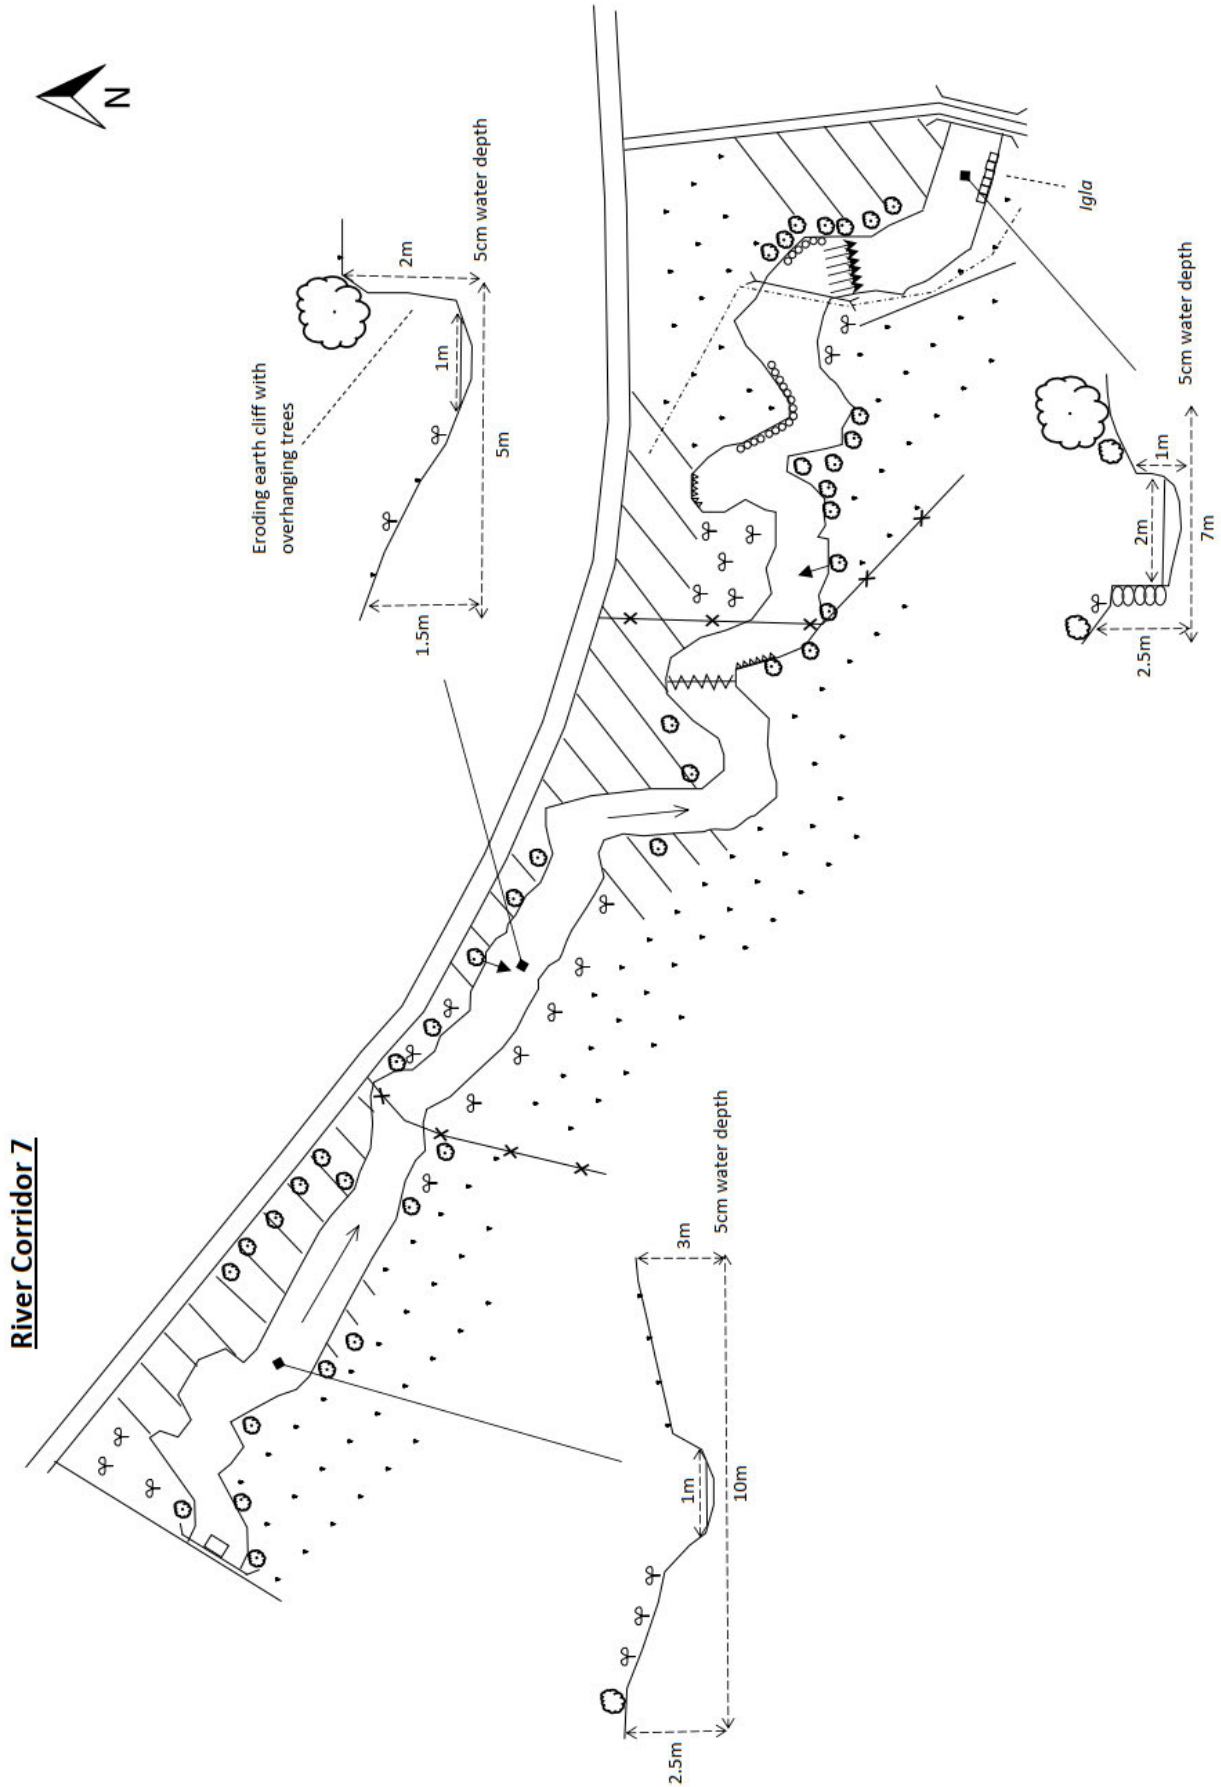 River Corridor 7
N
Eroding earth cliff with
overhanging trees
2m
1m
5cm water depth
5m
1.5m
Igla
5cm water depth
1m
2m
7m
2.5m
5cm water depth
3m
1m
10m
2.5m